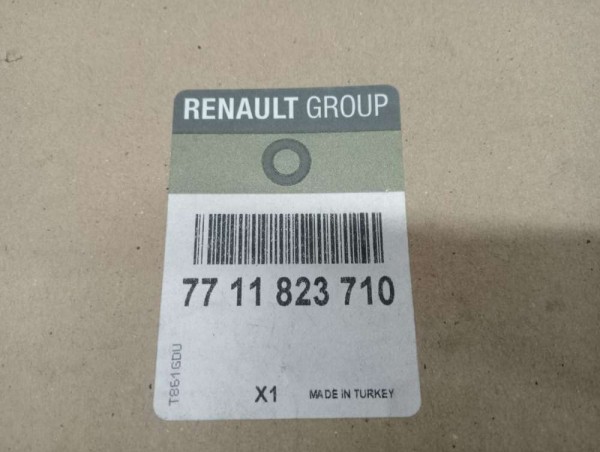 RENAULT GROUP
77 11 823 710
T861GDU
X1 MADE IN TURKEY